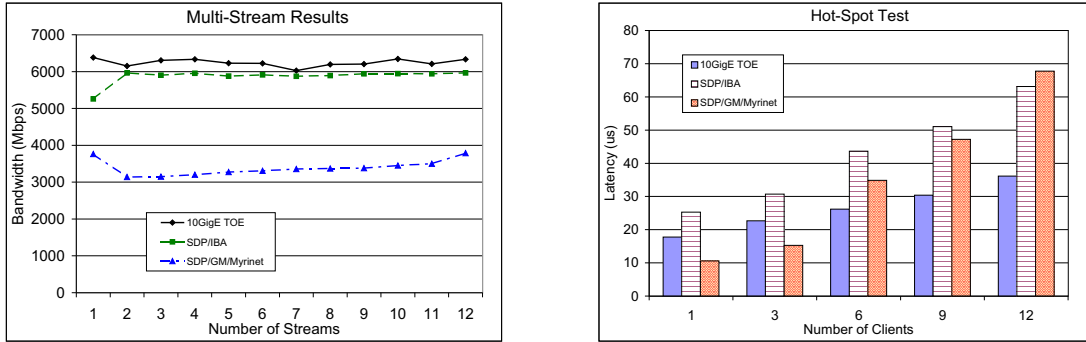 Multi-Stream Results
7000
6000
5000
4000
3000
2000
1000
0
Bandwidth (Mbps)
10GigE TOE
SDP/IBA
SDP/GM/Myrinet
1 2 3 4 5 6 7 8 9 10 11 12
Number of Streams
Hot-Spot Test
80
70
60
50
40
30
20
10
0
Latency (us)
10GigE TOE
SDP/IBA
SDP/GM/Myrinet
1 3 6 9 12
Number of Clients